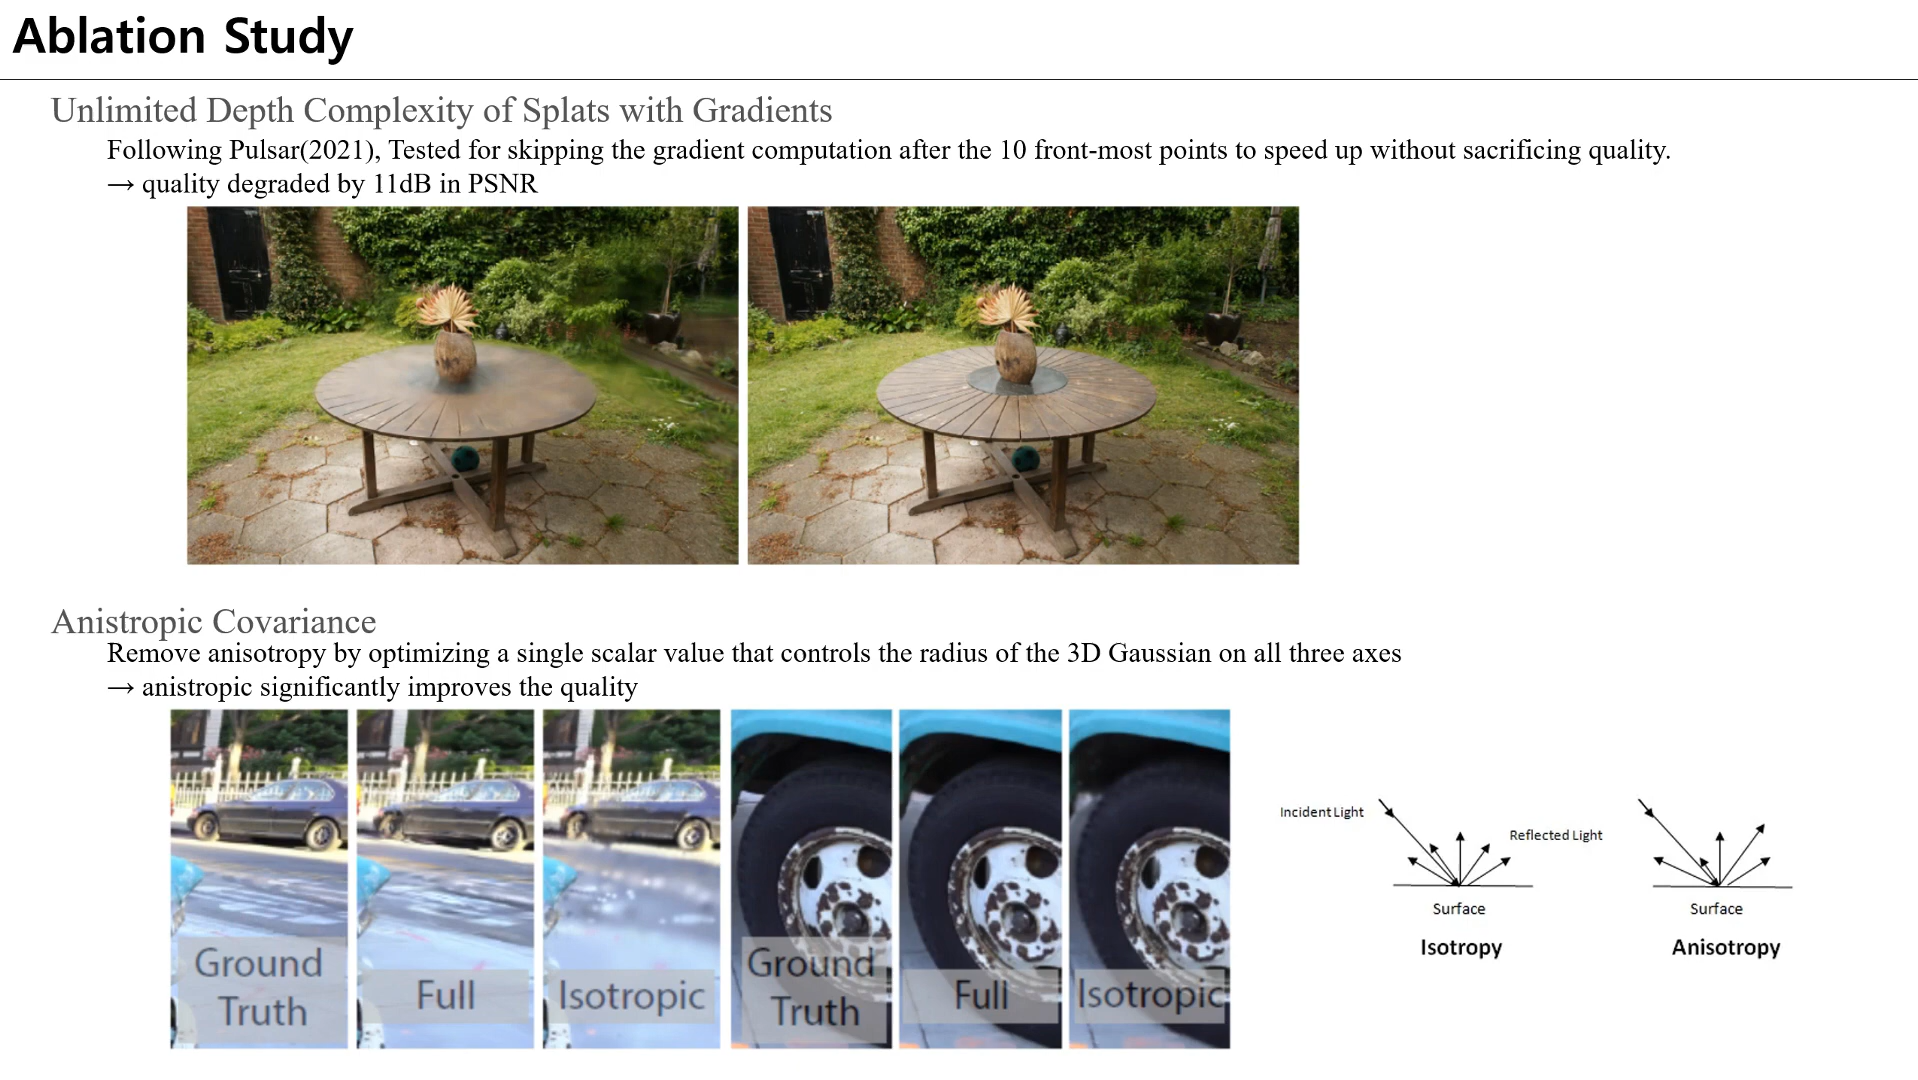 Ablation Study
Unlimited Depth Complexity of Splats with Gradients
Following Pulsar(2021), Tested for skipping the gradient computation after the 10 front-most points to speed up without sacrificing quality.
→ quality degraded by 11dB in PSNR
Anistropic Covariance
Remove anisotropy by optimizing a single scalar value that controls the radius of the 3D Gaussian on all three axes
→ anistropic significantly improves the quality
Ground
Truth
Full
Isotropic
Ground
Truth
Full
Isotropic
Incident Light
Reflected Light
Surface
Isotropy
Surface
Anisotropy